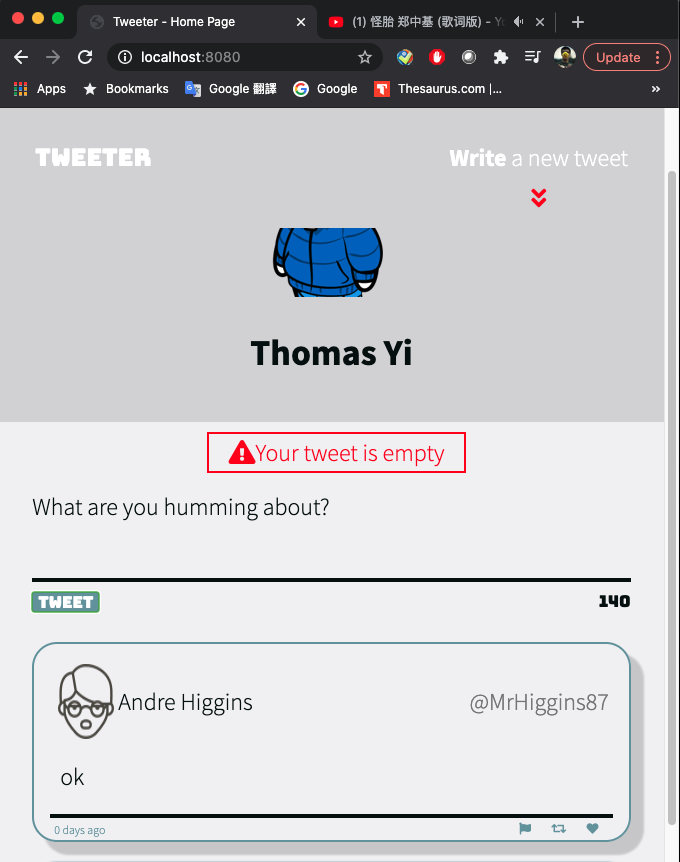 Tweeter - Home Page
(1) 怪胎 郑中基 (歌词版) - Yo
localhost:8080
Update
Apps
Bookmarks
Google 翻譯
Google
Thesaurus.com |...
»
TWEETER
Write a new tweet
Thomas Yi
Your tweet is empty
What are you humming about?
TWEET
140
Andre Higgins
@MrHiggins87
ok
0 days ago